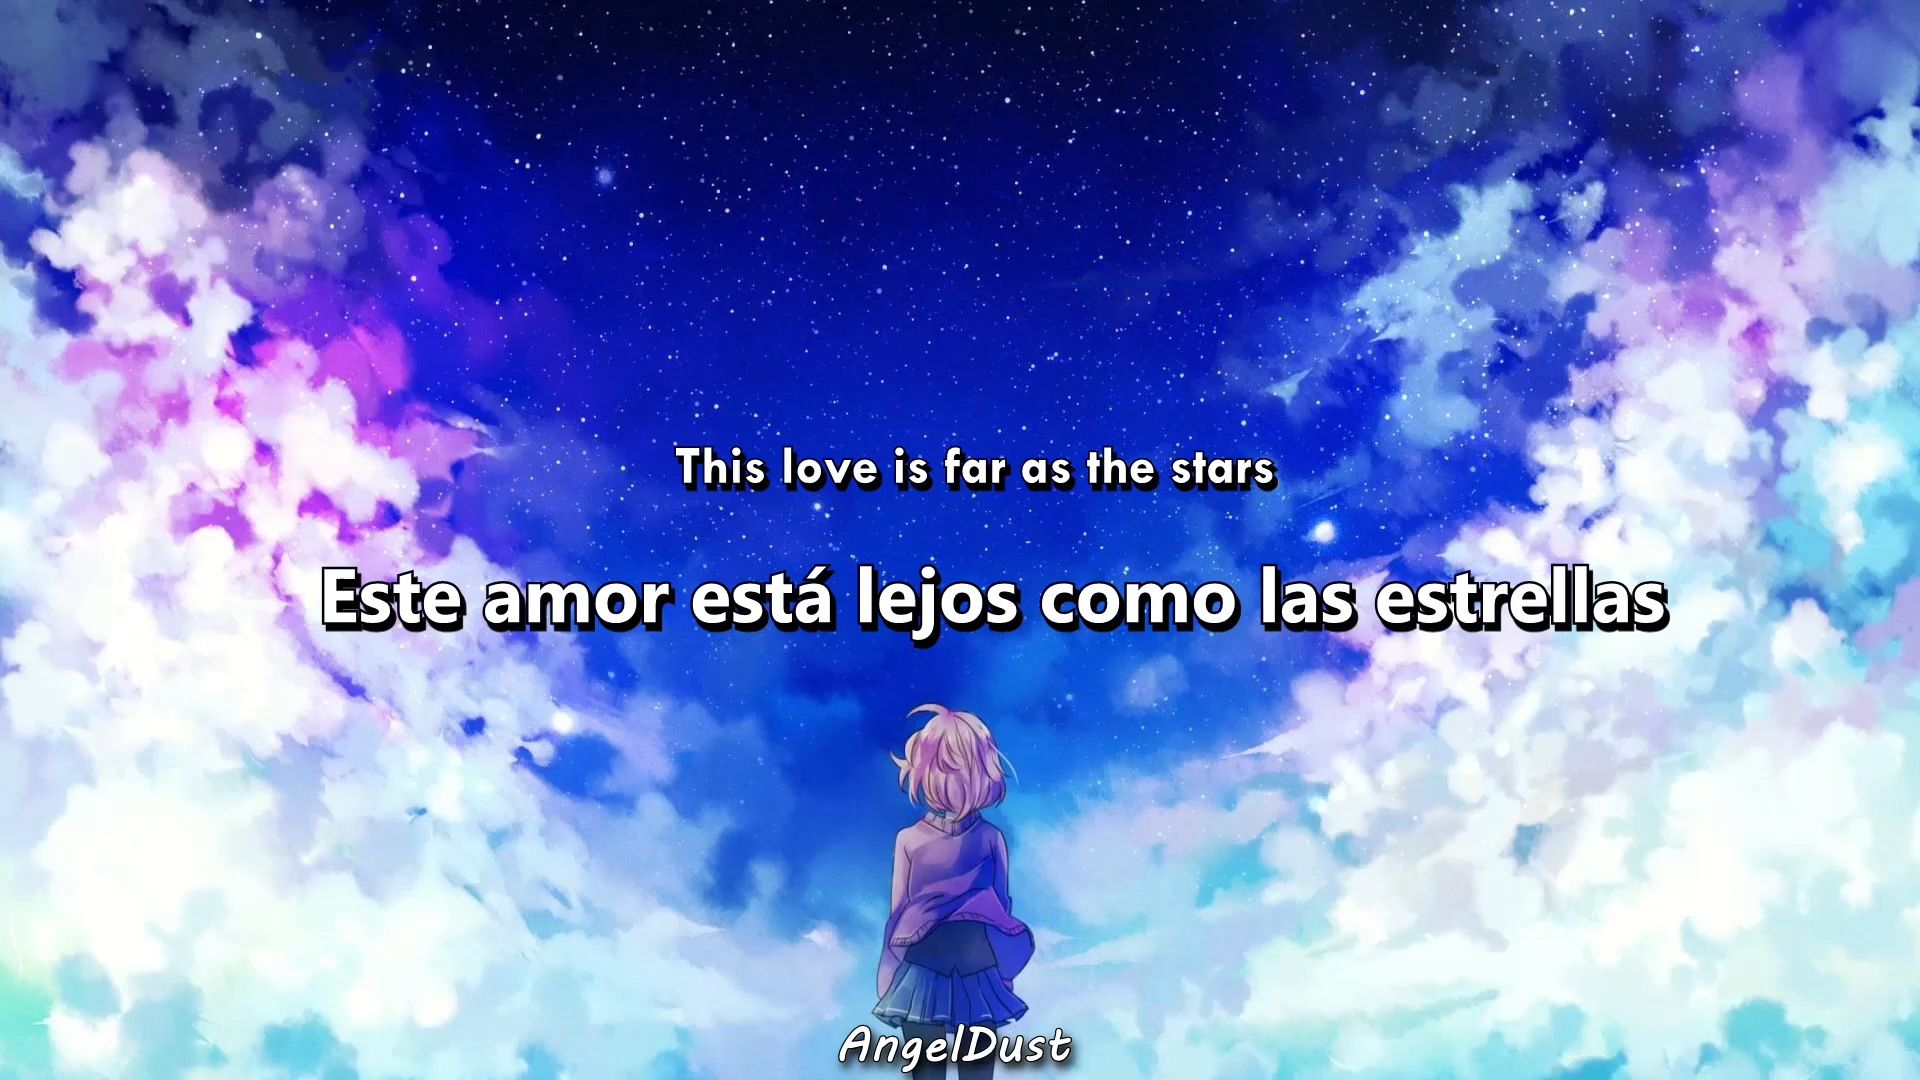 This love is far as the stars
Este amor está lejos como las estrellas
AngelDust